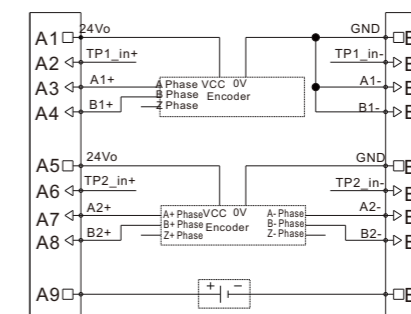 24Vo GND
A1 B
A2 TP1_in+ TP1_in- B
A3 A1+ A Phase VCC 0V A1- B
A4 B1+ B Phase Encoder B1- B
Z Phase
24Vo GND
A5 B
A6 TP2_in+ TP2_in- B
A7 A2+ A+ Phase VCC 0V A- Phase A2- B
A8 B2+ B+ Phase Encoder B- Phase B2- B
Z+ Phase Z- Phase
A9 + − B